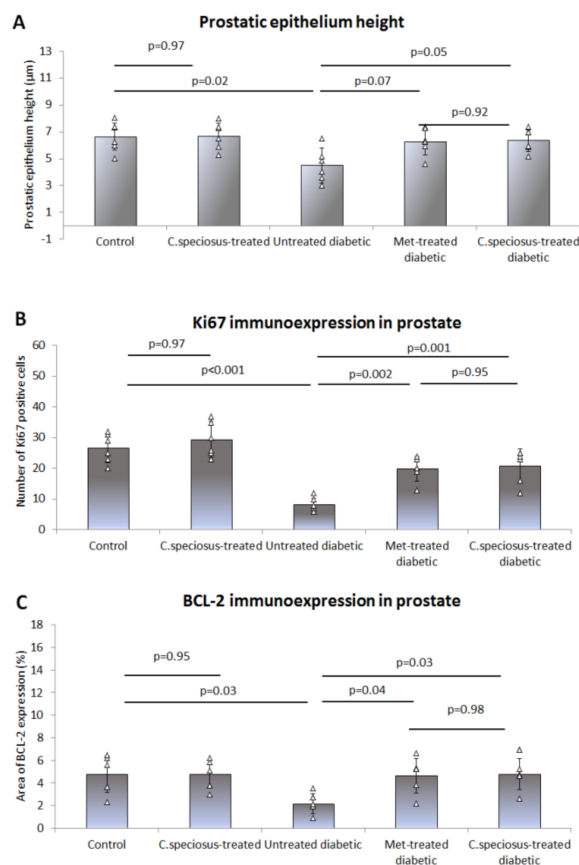 A
Prostatic epithelium height
Prostatic epithelium height (µm)
13
11
9
7
5
3
1
-1
p=0.97
p=0.02
p=0.05
p=0.07
p=0.92
Control
C.speciosus-treated
Untreated diabetic
Met-treated
diabetic
C.speciosus-treated
diabetic
B
Ki67 immunoexpression in prostate
Number of Ki67 positive cells
60
50
40
30
20
10
0
p=0.97
p<0.001
p=0.001
p=0.002
p=0.95
Control
C.speciosus-treated
Untreated diabetic
Met-treated
diabetic
C.speciosus-treated
diabetic
C
BCL-2 immunoexpression in prostate
Area of BCL-2 expression (%)
18
16
14
12
10
8
6
4
2
0
p=0.95
p=0.03
p=0.03
p=0.04
p=0.98
Control
C.speciosus-treated
Untreated diabetic
Met-treated
diabetic
C.speciosus-treated
diabetic